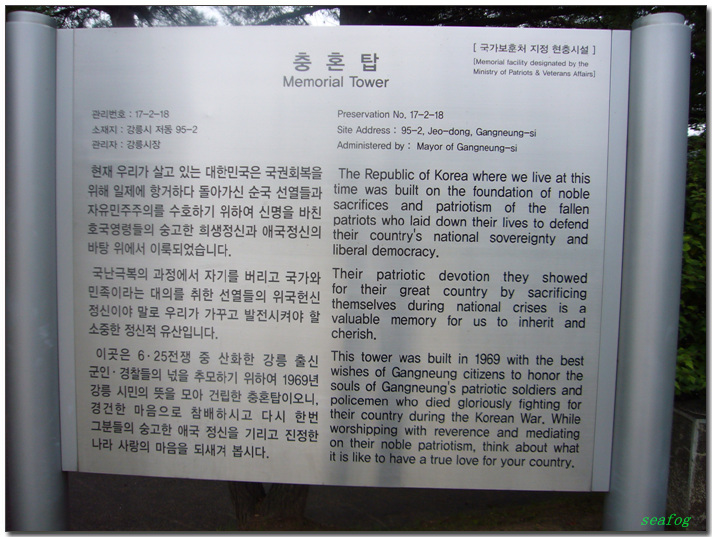 [ 국가보훈처 지정 현충시설 ]
[Memorial facility designated by the
Ministry of Patriots & Veterans Affairs]
충 혼 탑
Memorial Tower
관리번호 : 17-2-18
소재지 : 강릉시 저동 95-2
관리자 : 강릉시장
현재 우리가 살고 있는 대한민국은 국권회복을
위해 일제에 항거하다 돌아가신 순국 선열들과
자유민주주의를 수호하기 위하여 신명을 바친
호국영령들의 숭고한 희생정신과 애국정신의
바탕 위에서 이룩되었습니다.
국난극복의 과정에서 자기를 버리고 국가와
민족이라는 대의를 취한 선열들의 위국헌신
정신이야 말로 우리가 가꾸고 발전시켜야 할
소중한 정신적 유산입니다.
이곳은 6·25전쟁 중 산화한 강릉 출신
군인·경찰들의 넋을 추모하기 위하여 1969년
강릉 시민의 뜻을 모아 건립한 충혼탑이오니,
경건한 마음으로 참배하시고 다시 한번
그분들의 숭고한 애국 정신을 기리고 진정한
나라 사랑의 마음을 되새겨 봅시다.
Preservation No. 17-2-18
Site Address : 95-2, Jeo-dong, Gangneung-si
Administered by : Mayor of Gangneung-si
The Republic of Korea where we live at this
time was built on the foundation of noble
sacrifices and patriotism of the fallen
patriots who laid down their lives to defend
their country's national sovereignty and
liberal democracy.
Their patriotic devotion they showed
for their great country by sacrificing
themselves during national crises is a
valuable memory for us to inherit and
cherish.
This tower was built in 1969 with the best
wishes of Gangneung citizens to honor the
souls of Gangneung's patriotic soldiers and
policemen who died gloriously fighting for
their country during the Korean War. While
worshipping with reverence and mediating
on their noble patriotism, think about what
it is like to have a true love for your country.
seafog